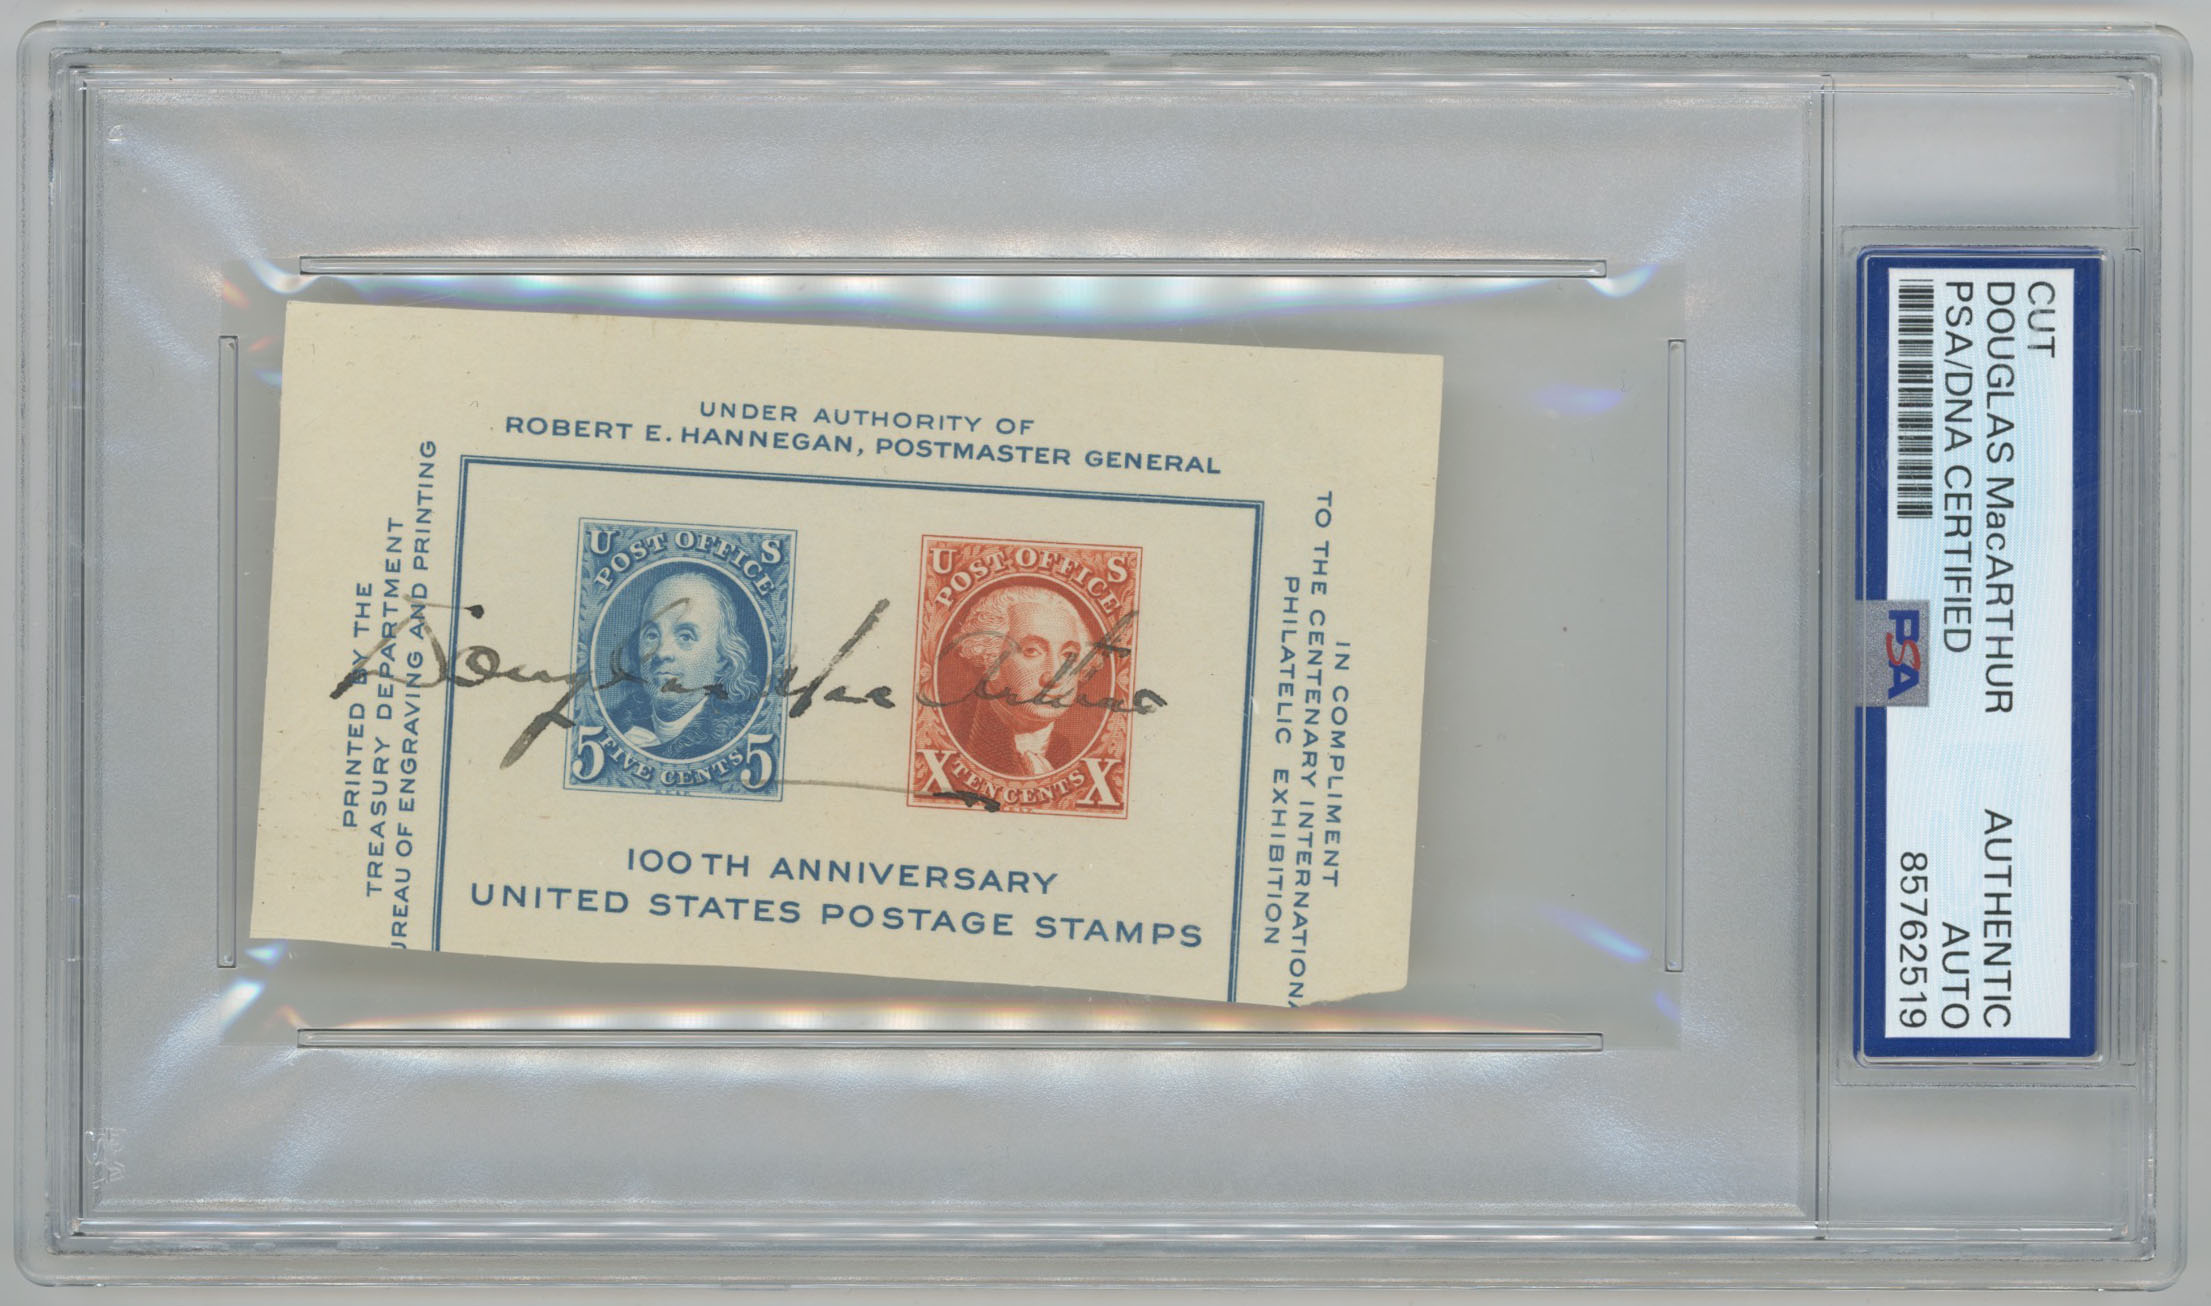 UNDER AUTHORITY OF
ROBERT E. HANNEGAN, POSTMASTER GENERAL
PRINTED BY THE
TREASURY DEPARTMENT
UREAU OF ENGRAVING AND PRINTING
U S
POST OFFICE
5 FIVE CENTS 5
U S
POST OFFICE
X TEN CENTS X
Douglas MacArthur
IN COMPLIMENT
TO THE CENTENARY INTERNATIONA
PHILATELIC EXHIBITION
100TH ANNIVERSARY
UNITED STATES POSTAGE STAMPS
CUT
DOUGLAS MacARTHUR AUTHENTIC
PSA/DNA CERTIFIED AUTO
85762519
PSA